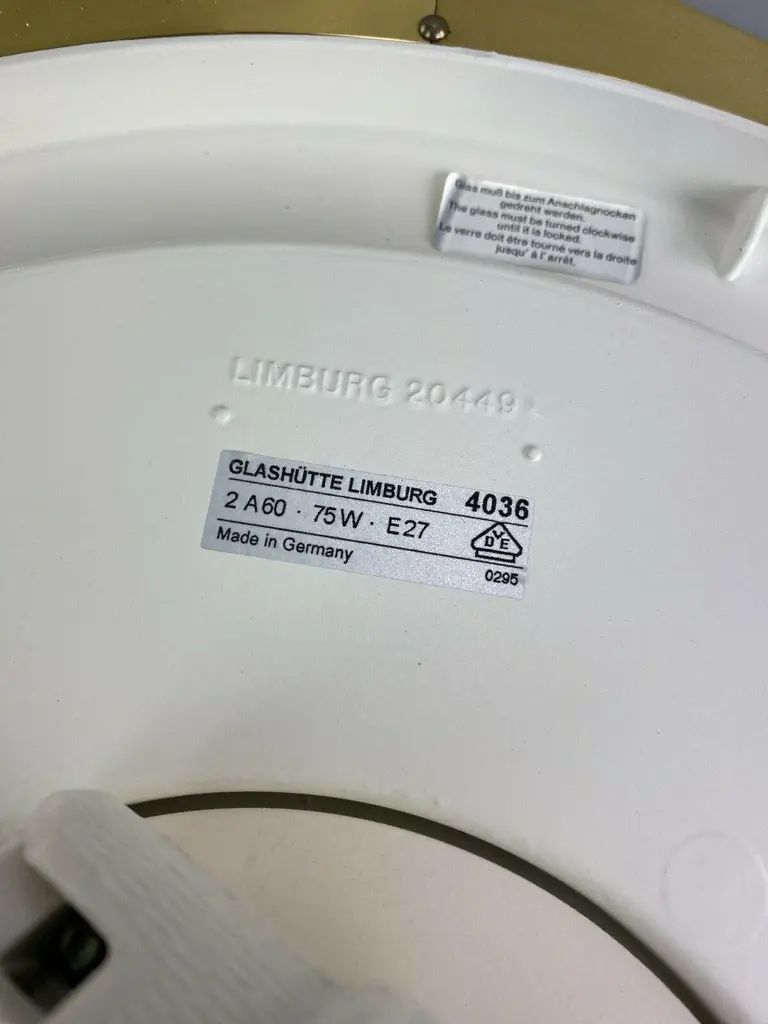 Glas muß bis zum Anschlagnocken
gedreht werden.
The glass must be turned clockwise
until it is locked.
Le verre doit être tourné vers la droite
jusqu' à l' arrêt.
LIMBURG 20449
GLASHÜTTE LIMBURG 4036
2 A60 · 75W · E27
DVE
Made in Germany
0295